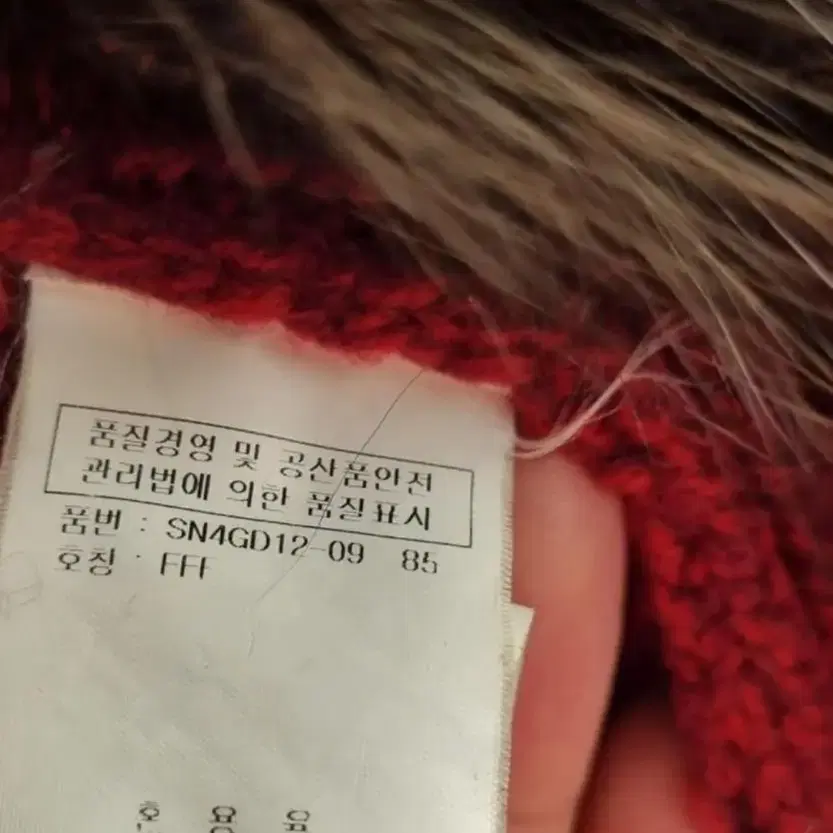 품질경영 및 공산품안전
관리법에 의한 품질표시
품번 : SN4GD12-09 85
호칭 : FFF